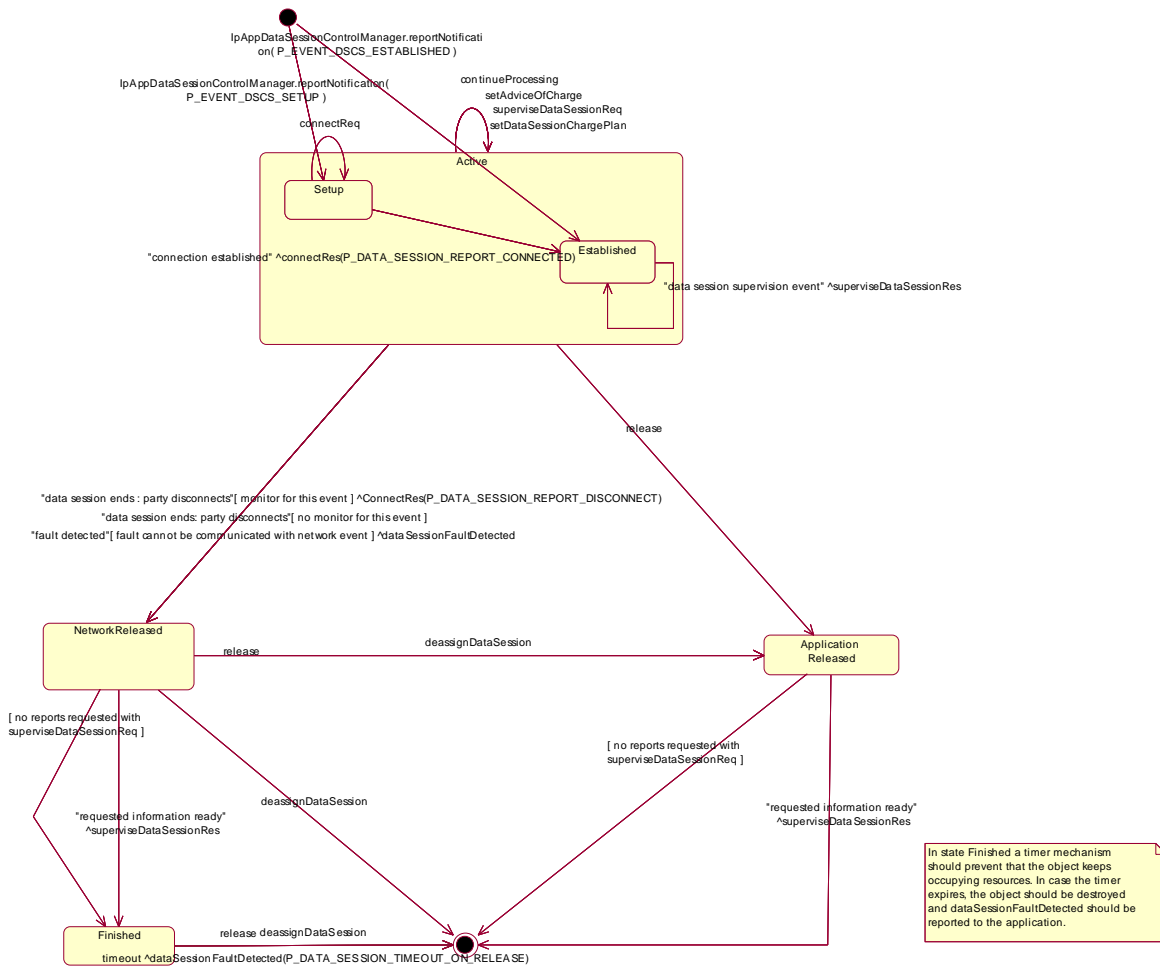 IpAppDataSessionControlManager.reportNotificati
on( P_EVENT_DSCS_ESTABLISHED )
IpAppDataSessionControlManager.reportNotification(
P_EVENT_DSCS_SETUP )
continueProcessing
setAdviceOfCharge
superviseDataSessionReq
setDataSessionChargePlan
connectReq
Active
Setup
Established
"connection established" ^connectRes(P_DATA_SESSION_REPORT_CONNECTED)
"data session supervision event" ^superviseDataSessionRes
release
"data session ends : party disconnects"[ monitor for this event ] ^ConnectRes(P_DATA_SESSION_REPORT_DISCONNECT)
"data session ends: party disconnects"[ no monitor for this event ]
"fault detected"[ fault cannot be communicated with network event ] ^dataSessionFaultDetected
NetworkReleased
release
deassignDataSession
Application
Released
[ no reports requested with
superviseDataSessionReq ]
[ no reports requested with
superviseDataSessionReq ]
deassignDataSession
"requested information ready"
^superviseDataSessionRes
"requested information ready"
^superviseDataSessionRes
In state Finished a timer mechanism
should prevent that the object keeps
occupying resources. In case the timer
expires, the object should be destroyed
and dataSessionFaultDetected should be
reported to the application.
Finished
release
deassignDataSession
timeout ^dataSessionFaultDetected(P_DATA_SESSION_TIMEOUT_ON_RELEASE)